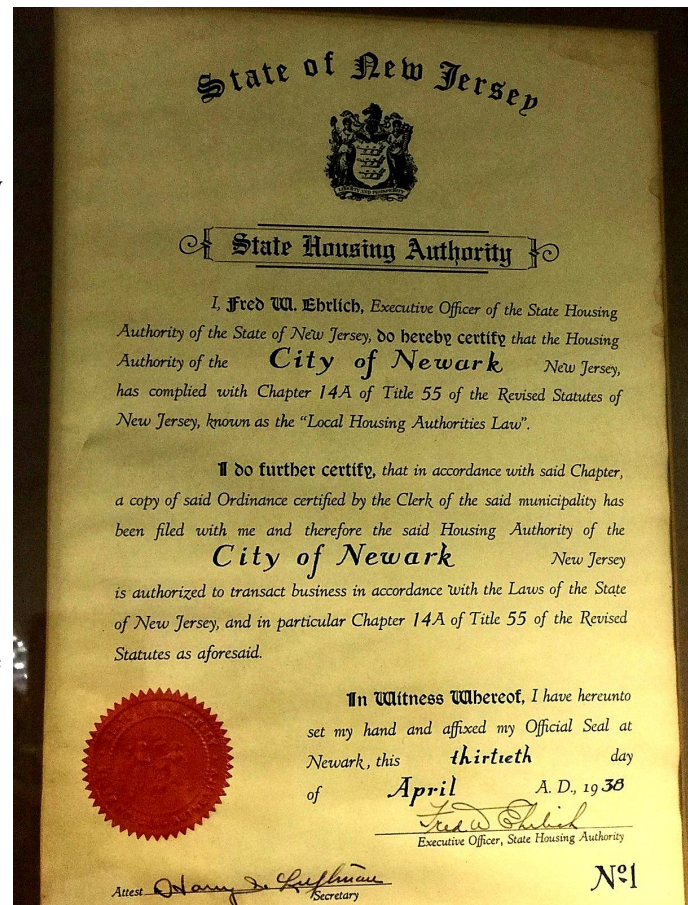 State of New Jersey
LIBERTY AND PROSPERITY
State Housing Authority
I, Fred W. Ehrlich, Executive Officer of the State Housing
Authority of the State of New Jersey, do hereby certify that the Housing
Authority of the City of Newark New Jersey,
has complied with Chapter 14A of Title 55 of the Revised Statutes of
New Jersey, known as the "Local Housing Authorities Law".
I do further certify, that in accordance with said Chapter,
a copy of said Ordinance certified by the Clerk of the said municipality has
been filed with me and therefore the said Housing Authority of the
City of Newark New Jersey
is authorized to transact business in accordance with the Laws of the State
of New Jersey, and in particular Chapter 14A of Title 55 of the Revised
Statutes as aforesaid.
In Witness Whereof, I have hereunto
set my hand and affixed my Official Seal at
Newark, this thirtieth day
of April A. D., 1938
Fred W Ehrlich
Executive Officer, State Housing Authority
Attest Harry
Secretary
Nº1